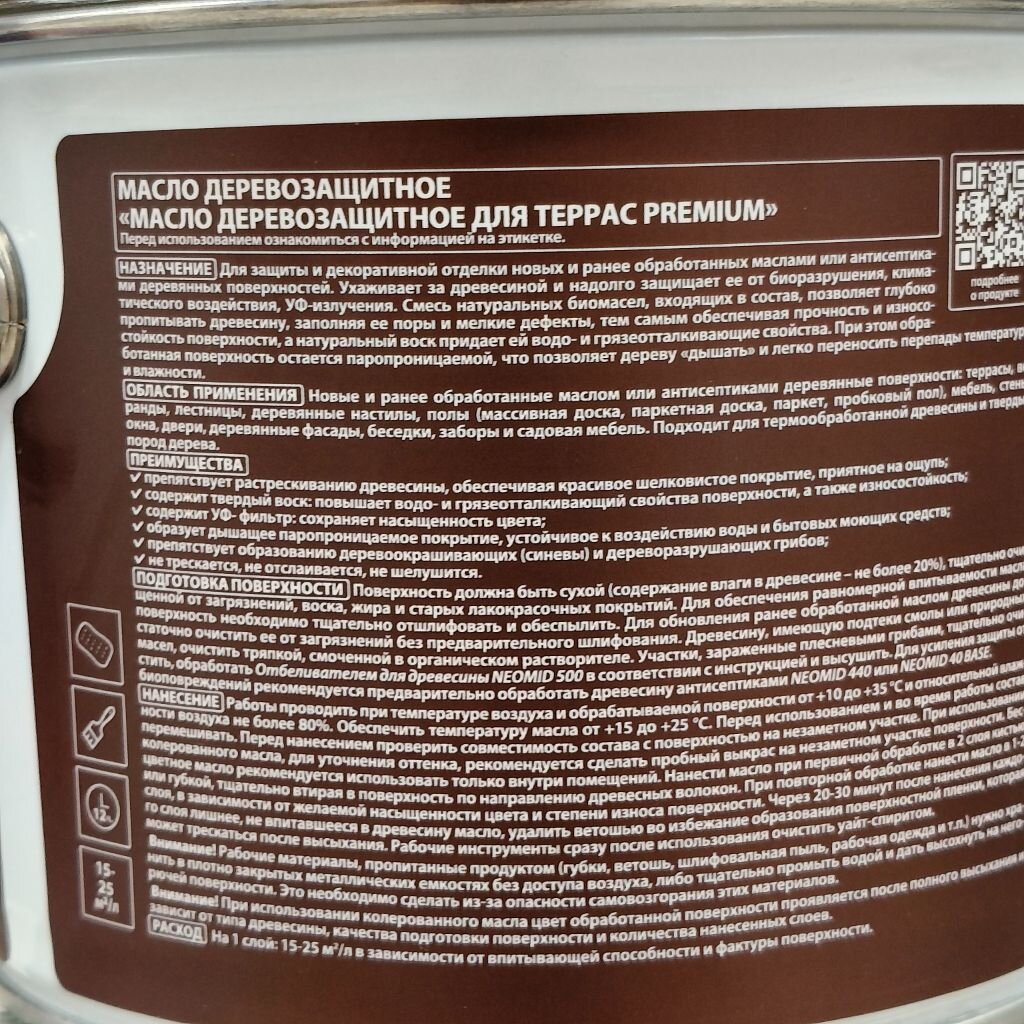 МАСЛО ДЕРЕВОЗАЩИТНОЕ
«МАСЛО ДЕРЕВОЗАЩИТНОЕ ДЛЯ ТЕРРАС PREMIUM»
Перед использованием ознакомиться с информацией на этикетке.
подробнее
о продукте
НАЗНАЧЕНИЕ Для защиты и декоративной отделки новых и ранее обработанных маслами или антисептика-
ми деревянных поверхностей. Ухаживает за древесиной и надолго защищает ее от биоразрушения, клима-
тического воздействия, УФ-излучения. Смесь натуральных биомасел, входящих в состав, позволяет глубоко
пропитывать древесину, заполняя ее поры и мелкие дефекты, тем самым обеспечивая прочность и износо-
стойкость поверхности, а натуральный воск придает ей водо- и грязеотталкивающие свойства. При этом обра-
ботанная поверхность остается паропроницаемой, что позволяет дереву «дышать» и легко переносить перепады температур
и влажности.
ОБЛАСТЬ ПРИМЕНЕНИЯ Новые и ранее обработанные маслом или антисептиками деревянные поверхности: террасы, ве
ранды, лестницы, деревянные настилы, полы (массивная доска, паркетная доска, паркет, пробковый пол), мебель, стены
окна, двери, деревянные фасады, беседки, заборы и садовая мебель. Подходит для термообработанной древесины и тверды
пород дерева.
ПРЕИМУЩЕСТВА
✓ препятствует растрескиванию древесины, обеспечивая красивое шелковистое покрытие, приятное на ощупь;
✓ содержит твердый воск: повышает водо- и грязеотталкивающий свойства поверхности, а также износостойкость;
✓ содержит УФ- фильтр: сохраняет насыщенность цвета;
✓ образует дышащее паропроницаемое покрытие, устойчивое к воздействию воды и бытовых моющих средств;
✓ препятствует образованию деревоокрашивающих (синевы) и дереворазрушающих грибов;
✓ не трескается, не отслаивается, не шелушится.
ПОДГОТОВКА ПОВЕРХНОСТИ Поверхность должна быть сухой (содержание влаги в древесине – не более 20%), тщательно очи
щенной от загрязнений, воска, жира и старых лакокрасочных покрытий. Для обеспечения равномерной впитываемости масла
поверхность необходимо тщательно отшлифовать и обеспылить. Для обновления ранее обработанной маслом древесины до
статочно очистить ее от загрязнений без предварительного шлифования. Древесину, имеющую подтеки смолы или природных
масел, очистить тряпкой, смоченной в органическом растворителе. Участки, зараженные плесневыми грибами, тщательно очи
стить, обработать Отбеливателем для древесины NEOMID 500 в соответствии с инструкцией и высушить. Для усиления защиты от
биоповреждений рекомендуется предварительно обработать древесину антисептиками NEOMID 440 или NEOMID 40 BASE.
НАНЕСЕНИЕ Работы проводить при температуре воздуха и обрабатываемой поверхности от +10 до +35 °С и относительной влаж
ности воздуха не более 80%. Обеспечить температуру масла от +15 до +25 °С. Перед использованием и во время работы состав
перемешивать. Перед нанесением проверить совместимость состава с поверхностью на незаметном участке. При использовании
колерованного масла, для уточнения оттенка, рекомендуется сделать пробный выкрас на незаметном участке поверхности. Бес
цветное масло рекомендуется использовать только внутри помещений. Нанести масло при первичной обработке в 2 слоя кистью
или губкой, тщательно втирая в поверхность по направлению древесных волокон. При повторной обработке нанести масло в 1-2
слоя, в зависимости от желаемой насыщенности цвета и степени износа поверхности. Через 20-30 минут после нанесения каждо
го слоя лишнее, не впитавшееся в древесину масло, удалить ветошью во избежание образования поверхностной пленки, которая
может трескаться после высыхания. Рабочие инструменты сразу после использования очистить уайт-спиритом.
Внимание! Рабочие материалы, пропитанные продуктом (губки, ветошь, шлифовальная пыль, рабочая одежда и т.п.) нужно хра
нить в плотно закрытых металлических емкостях без доступа воздуха, либо тщательно промыть водой и дать высохнуть на него
рючей поверхности. Это необходимо сделать из-за опасности самовозгорания этих материалов.
Внимание! При использовании колерованного масла цвет обработанной поверхности проявляется после полного высыхания и
зависит от типа древесины, качества подготовки поверхности и количества нанесенных слоев.
РАСХОД На 1 слой: 15-25 м²/л в зависимости от впитывающей способности и фактуры поверхности.
12ч
15-
25
м²/л